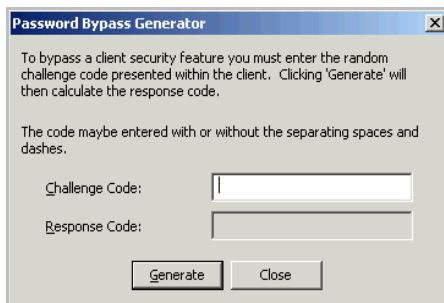 Password Bypass Generator
To bypass a client security feature you must enter the random
challenge code presented within the client. Clicking 'Generate' will
then calculate the response code.
The code maybe entered with or without the separating spaces and
dashes.
Challenge Code:
Response Code:
Generate Close